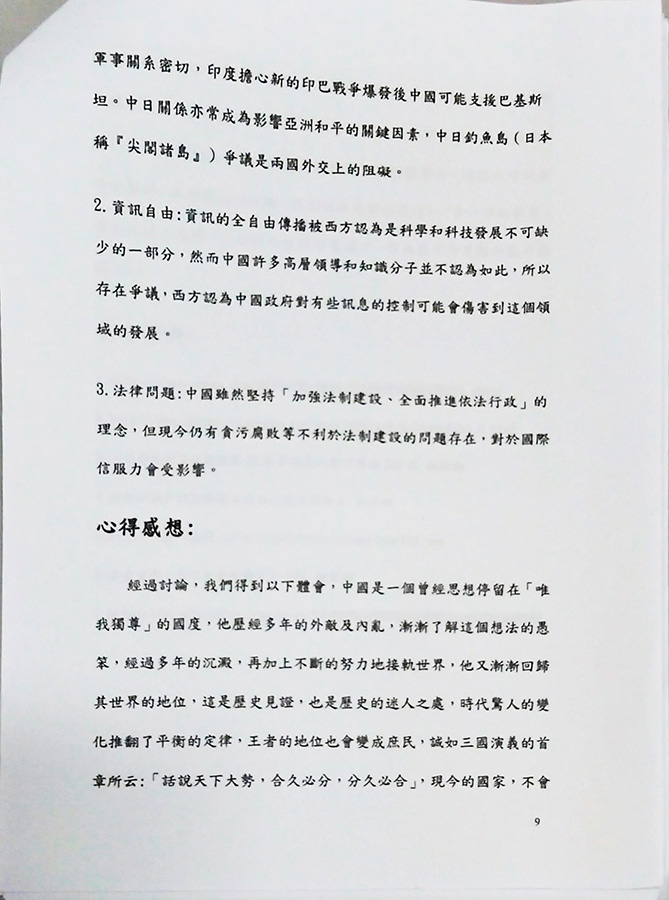 軍事關系密切，印度擔心新的印巴戰爭爆發後中國可能支援巴基斯
坦。中日關係亦常成為影響亞洲和平的關鍵因素，中日釣魚島（日本
稱『尖閣諸島』）爭議是兩國外交上的阻礙。
2.資訊自由:資訊的全自由傳播被西方認為是科學和科技發展不可缺
少的一部分，然而中國許多高層領導和知識分子並不認為如此，所以
存在爭議，西方認為中國政府對有些訊息的控制可能會傷害到這個領
域的發展。
3.法律問題:中國雖然堅持「加強法制建設、全面推進依法行政」的
理念，但現今仍有貪污腐敗等不利於法制建設的問題存在，對於國際
信服力會受影響。
心得感想:
經過討論，我們得到以下體會，中國是一個曾經思想停留在「唯
我獨尊」的國度，他歷經多年的外敵及內亂，漸漸了解這個想法的愚
笨，經過多年的沉澱，再加上不斷的努力地接軌世界，他又漸漸回歸
其世界的地位，這是歷史見證，也是歷史的迷人之處，時代驚人的變
化推翻了平衡的定律，王者的地位也會變成庶民，誠如三國演義的首
章所云:「話說天下大勢，合久必分，分久必合」，現今的國家，不會
9